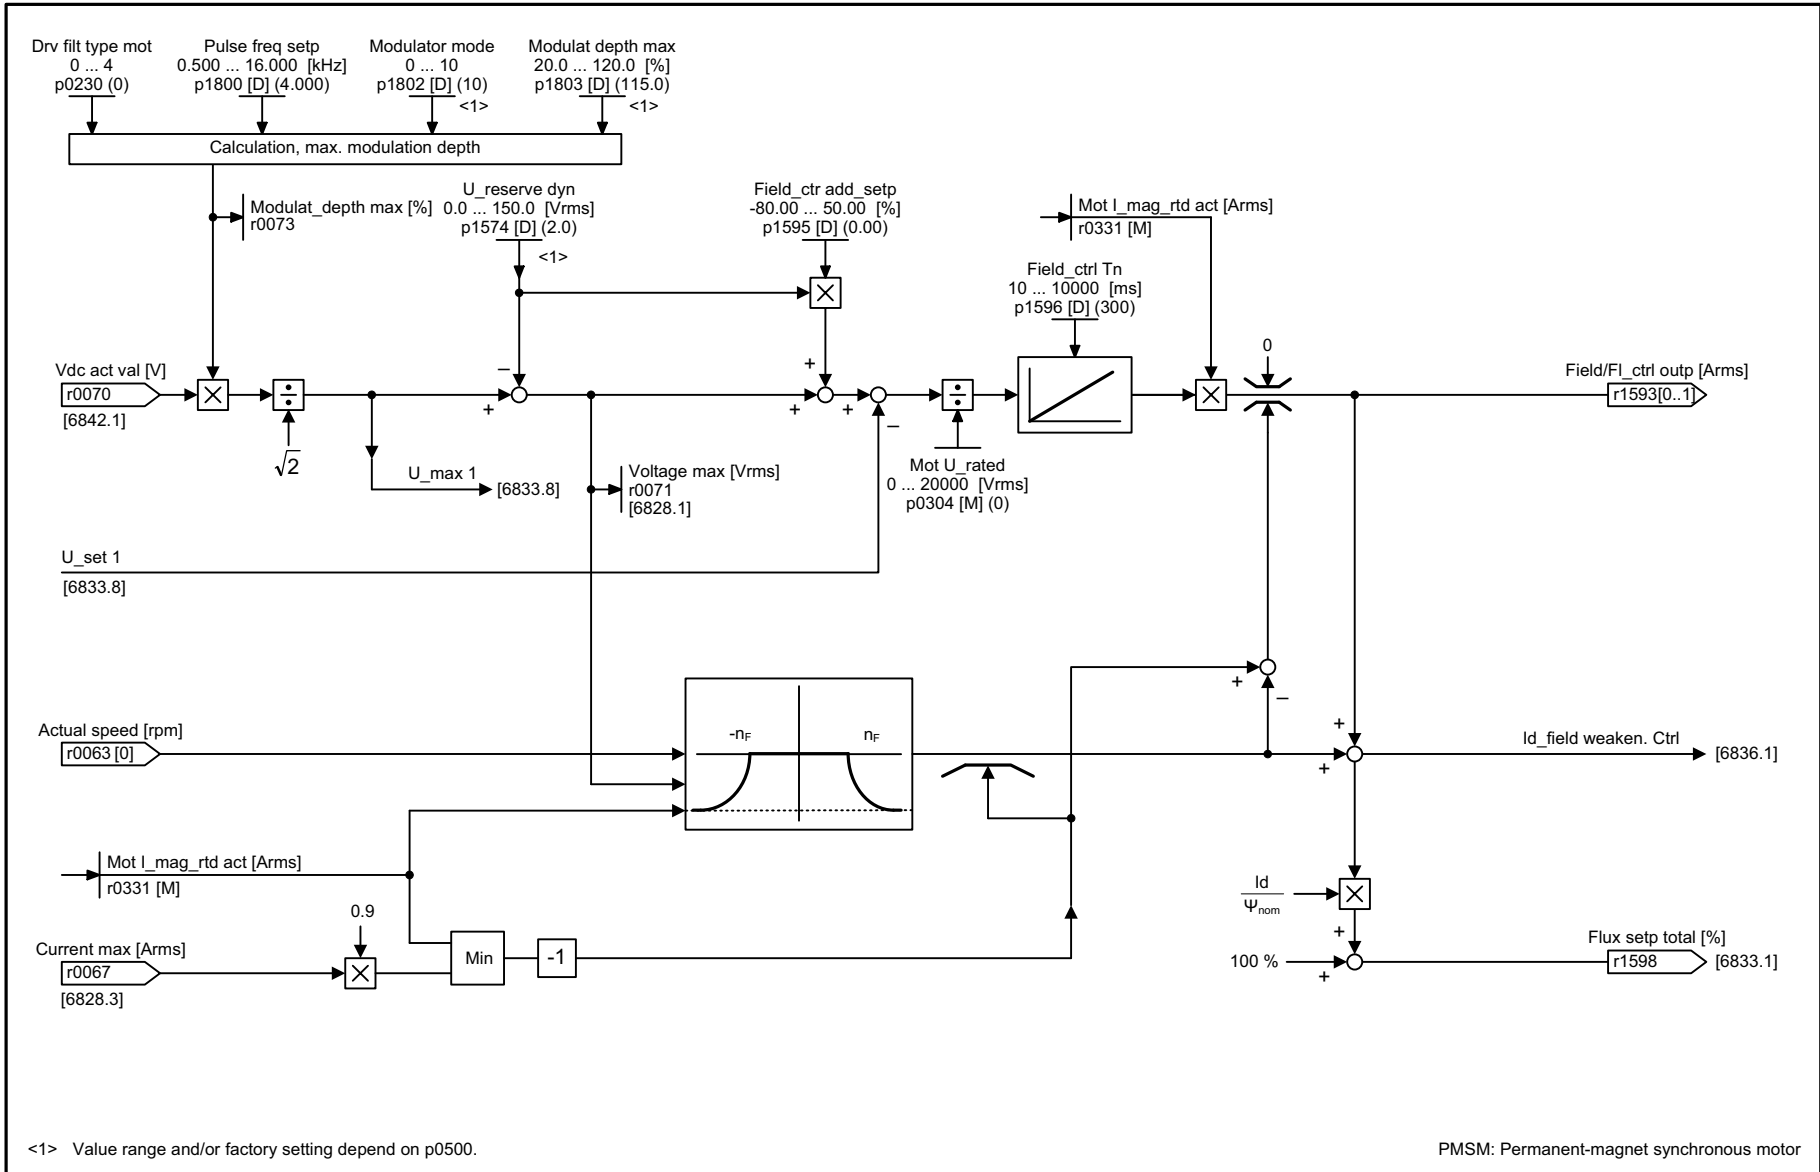 Drv filt type mot
0 ... 4
p0230 (0)
Pulse freq setp
0.500 ... 16.000 [kHz]
p1800 [D] (4.000)
Modulator mode
0 ... 10
p1802 [D] (10)
<1>
Modulat depth max
20.0 ... 120.0 [%]
p1803 [D] (115.0)
<1>
Calculation, max. modulation depth
Modulat_depth max [%]
r0073
U_reserve dyn
0.0 ... 150.0 [Vrms]
p1574 [D] (2.0)
<1>
Field_ctr add_setp
-80.00 ... 50.00 [%]
p1595 [D] (0.00)
×
Mot I_mag_rtd act [Arms]
r0331 [M]
Field_ctrl Tn
10 ... 10000 [ms]
p1596 [D] (300)
Vdc act val [V]
r0070
[6842.1]
×
÷
√2
–
+
+
+
+
–
÷
×
0
Field/Fl_ctrl outp [Arms]
r1593[0..1]
U_max 1
[6833.8]
Voltage max [Vrms]
r0071
[6828.1]
Mot U_rated
0 ... 20000 [Vrms]
p0304 [M] (0)
U_set 1
[6833.8]
+
–
Actual speed [rpm]
r0063 [0]
-nF
nF
+
+
Id_field weaken. Ctrl
[6836.1]
Mot I_mag_rtd act [Arms]
r0331 [M]
Id
Ψnom
×
0.9
Current max [Arms]
r0067
[6828.3]
×
Min
-1
100 %
+
+
Flux setp total [%]
r1598
[6833.1]
<1> Value range and/or factory setting depend on p0500.
PMSM: Permanent-magnet synchronous motor